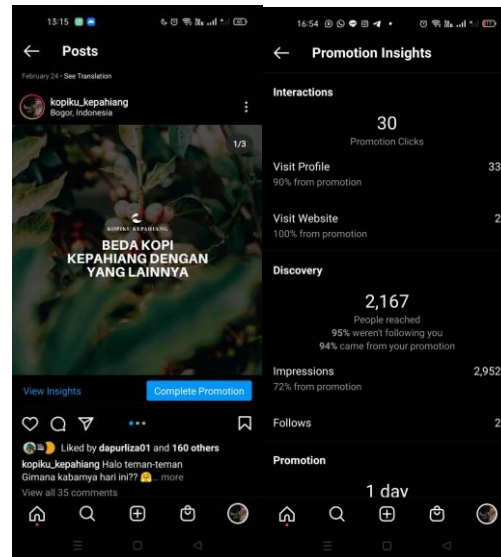 13:15
Posts
February 24 • See Translation
kopiku_kepahiang
Bogor, Indonesia
1/3
KOPIKU KEPAHIANG
BEDA KOPI
KEPAHIANG DENGAN
YANG LAINNYA
View Insights
Complete Promotion
Liked by dapurliza01 and 160 others
kopiku_kepahiang Halo teman-teman
Gimana kabarnya hari ini?? 🤗... more
View all 35 comments
16:54
Promotion Insights
Interactions
30
Promotion Clicks
Visit Profile 33
90% from promotion
Visit Website 2
100% from promotion
Discovery
2,167
People reached
95% weren't following you
94% came from your promotion
Impressions 2,952
72% from promotion
Follows 2
Promotion
1 day